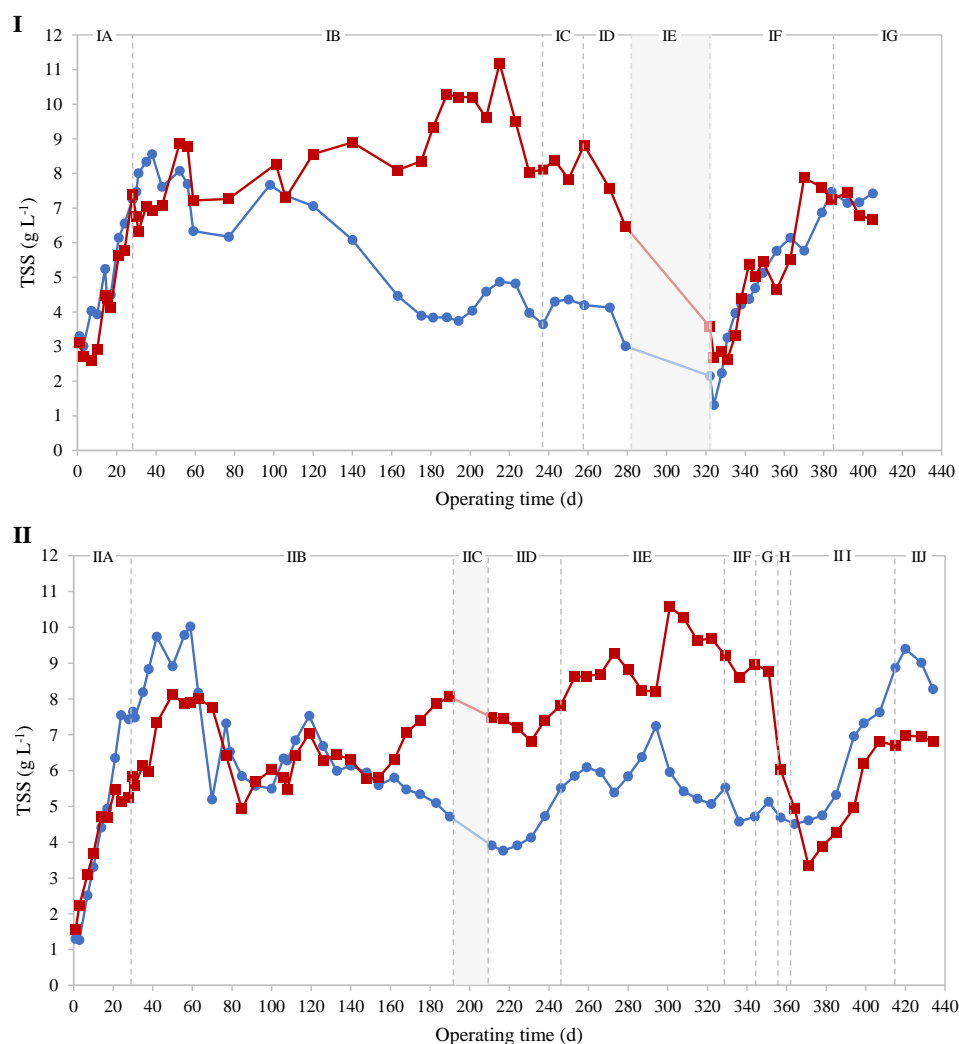 I
IA IB IC ID IE IF IG
12
11
10
9
8
7
6
5
4
3
2
1
0
TSS (g L⁻¹)
0 20 40 60 80 100 120 140 160 180 200 220 240 260 280 300 320 340 360 380 400 420 440
Operating time (d)
II
IIA IIB IIC IID IIE IIF G H III IIJ
12
11
10
9
8
7
6
5
4
3
2
1
0
TSS (g L⁻¹)
0 20 40 60 80 100 120 140 160 180 200 220 240 260 280 300 320 340 360 380 400 420 440
Operating time (d)